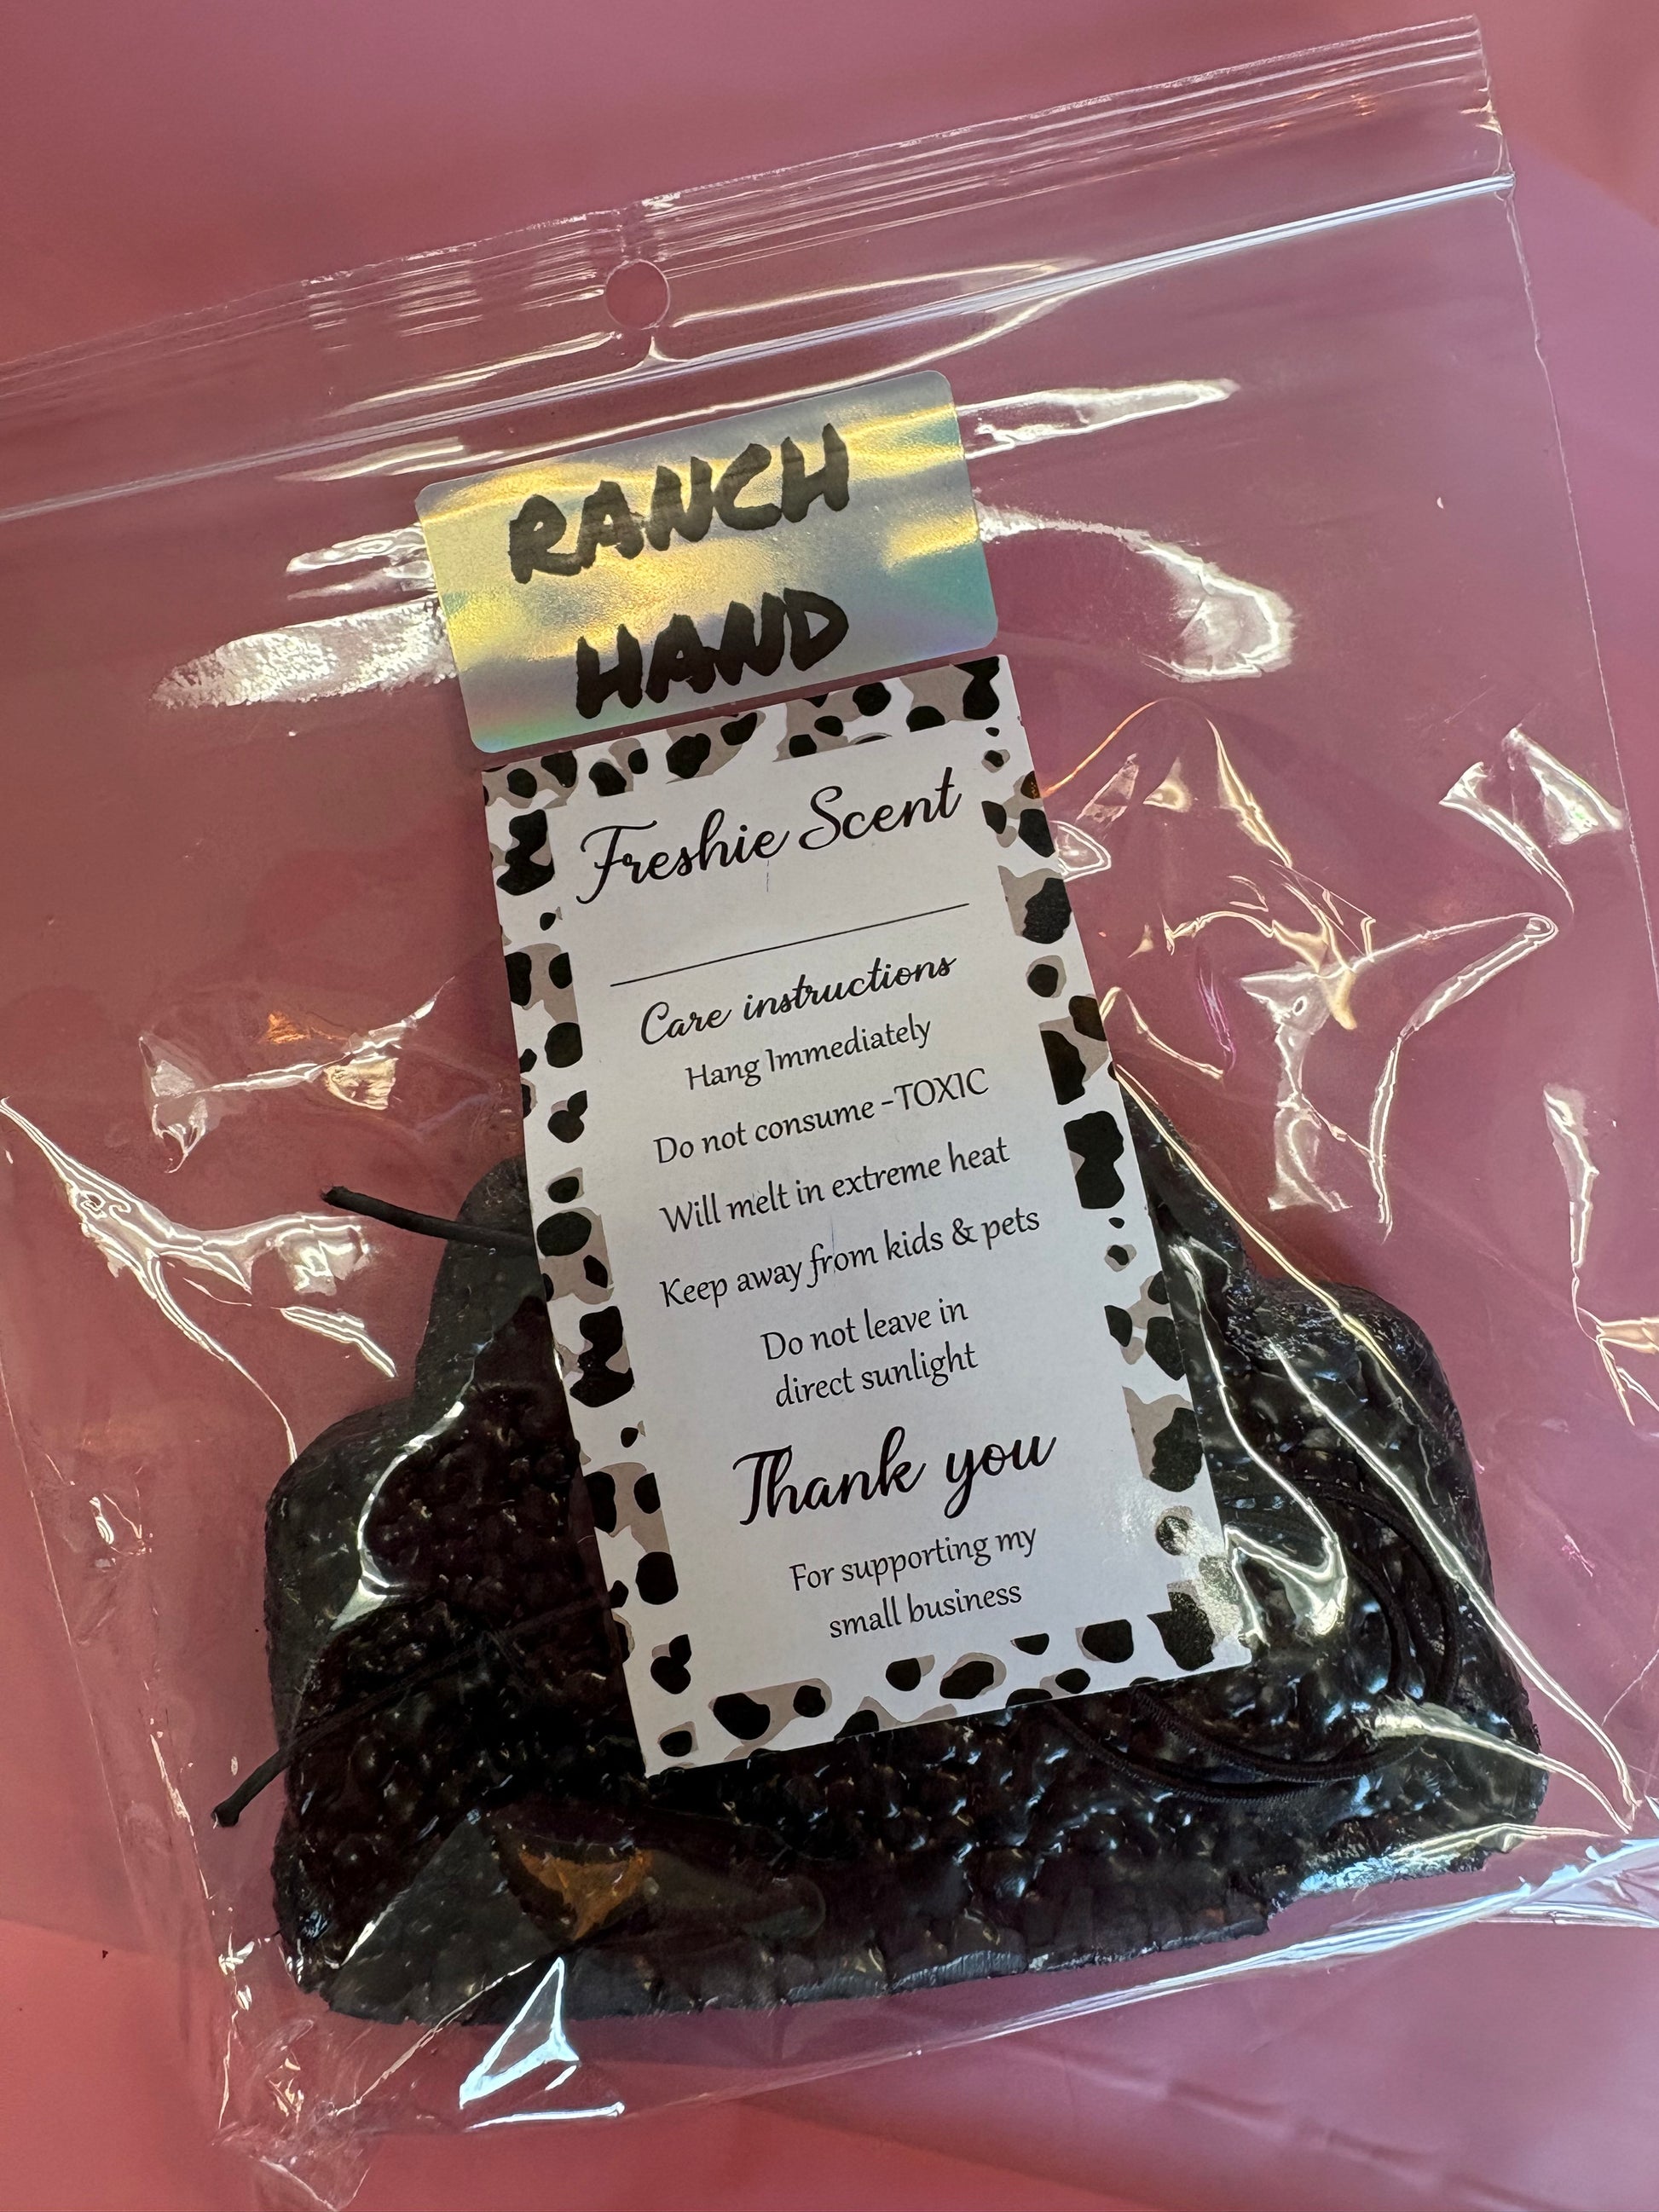 RANCH
HAND
Freshie Scent
Care instructions
Hang Immediately
Do not consume -TOXIC
Will melt in extreme heat
Keep away from kids & pets
Do not leave in
direct sunlight
Thank you
For supporting my
small business